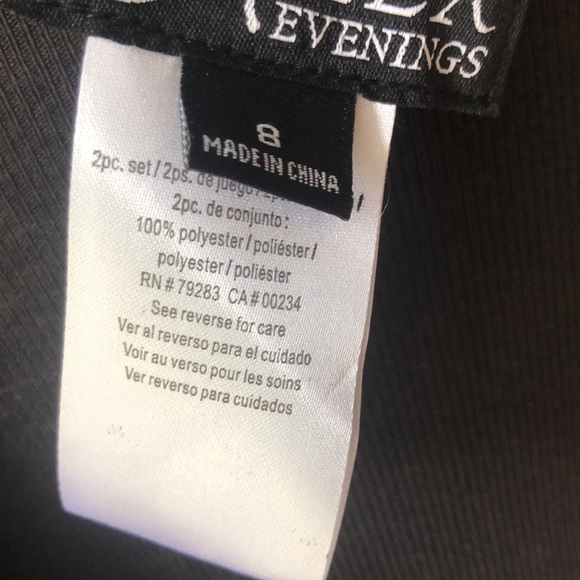 EVENINGS
8
MADE IN CHINA
2pc. set / 2ps. de juego /
2pc. de conjunto :
100% polyester / poliéster /
polyester / poliéster
RN # 79283 CA # 00234
See reverse for care
Ver al reverso para el cuidado
Voir au verso pour les soins
Ver reverso para cuidados